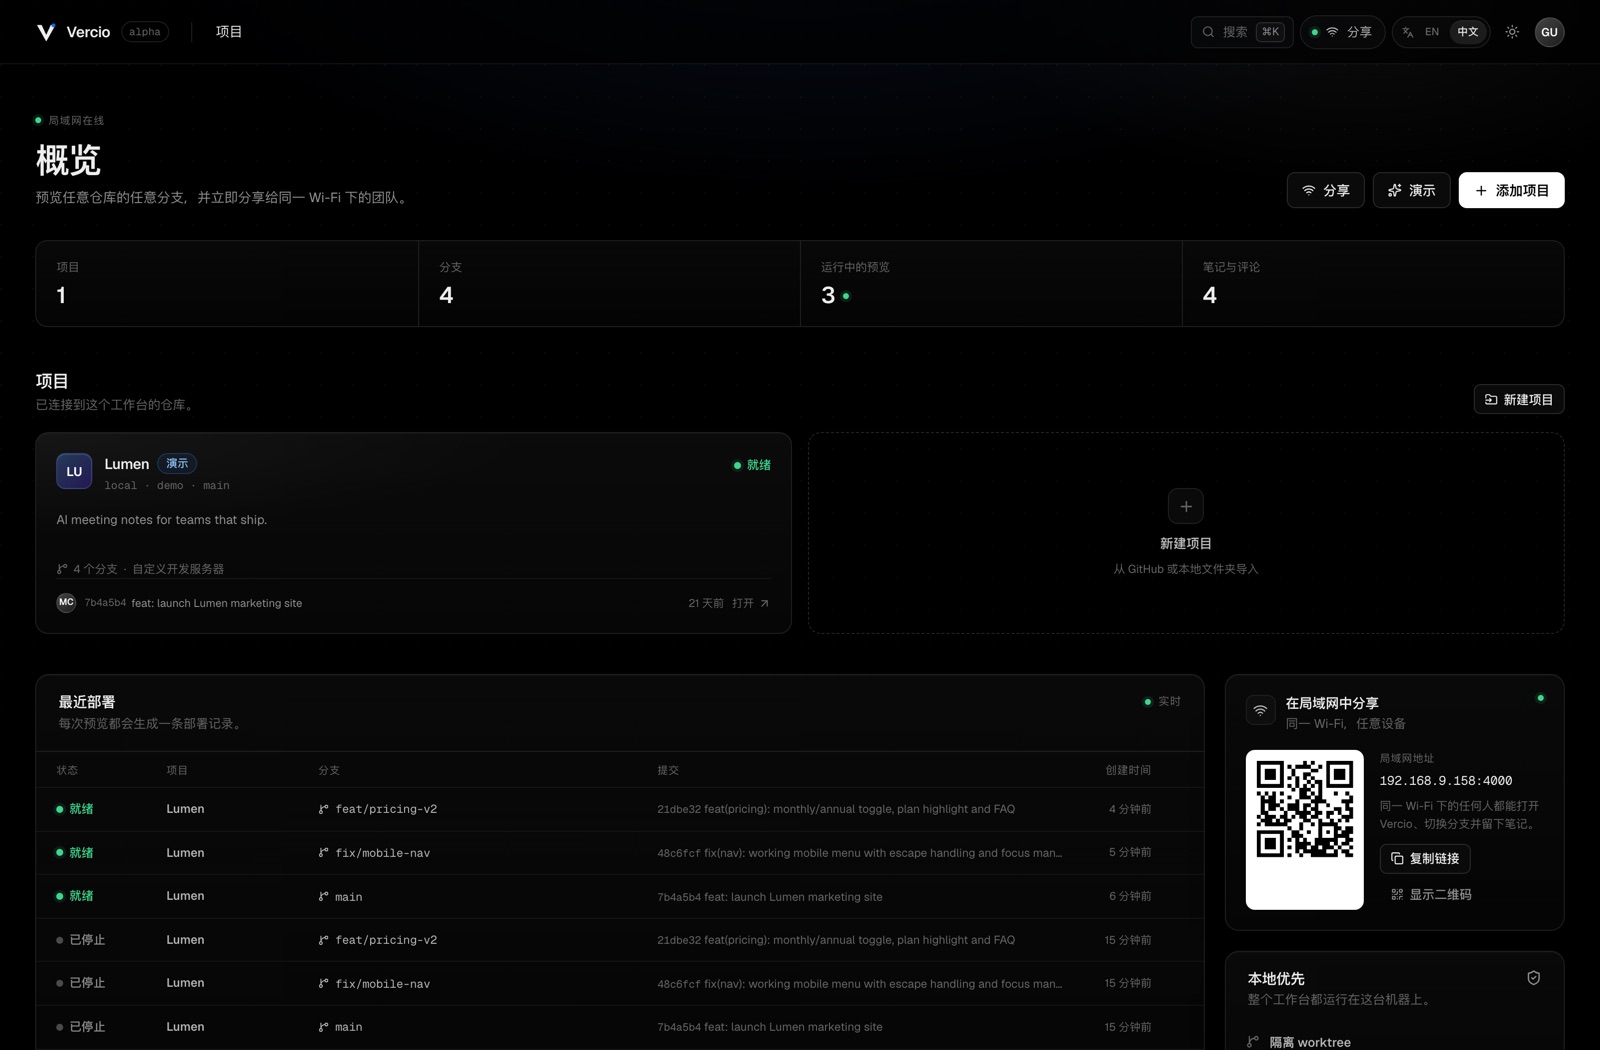 Vercio alpha 项目 搜索 ⌘K 分享 EN 中文 GU
局域网在线
概览
预览任意仓库的任意分支，并立即分享给同一 Wi-Fi 下的团队。
分享 演示 添加项目
项目 分支 运行中的预览 笔记与评论
1 4 3 4
项目
已连接到这个工作台的仓库。
新建项目
LU Lumen 演示 就绪
local · demo · main
AI meeting notes for teams that ship.
4 个分支 · 自定义开发服务器
MC 7b4a5b4 feat: launch Lumen marketing site 21 天前 打开
新建项目
从 GitHub 或本地文件夹导入
最近部署 实时
每次预览都会生成一条部署记录。
状态 项目 分支 提交 创建时间
就绪 Lumen feat/pricing-v2 21dbe32 feat(pricing): monthly/annual toggle, plan highlight and FAQ 4 分钟前
就绪 Lumen fix/mobile-nav 48c6fcf fix(nav): working mobile menu with escape handling and focus man... 5 分钟前
就绪 Lumen main 7b4a5b4 feat: launch Lumen marketing site 6 分钟前
已停止 Lumen feat/pricing-v2 21dbe32 feat(pricing): monthly/annual toggle, plan highlight and FAQ 15 分钟前
已停止 Lumen fix/mobile-nav 48c6fcf fix(nav): working mobile menu with escape handling and focus man... 15 分钟前
已停止 Lumen main 7b4a5b4 feat: launch Lumen marketing site 15 分钟前
在局域网中分享
同一 Wi-Fi，任意设备
局域网地址
192.168.9.158:4000
同一 Wi-Fi 下的任何人都能打开
Vercio、切换分支并留下笔记。
复制链接
显示二维码
本地优先
整个工作台都运行在这台机器上。
隔离 worktree